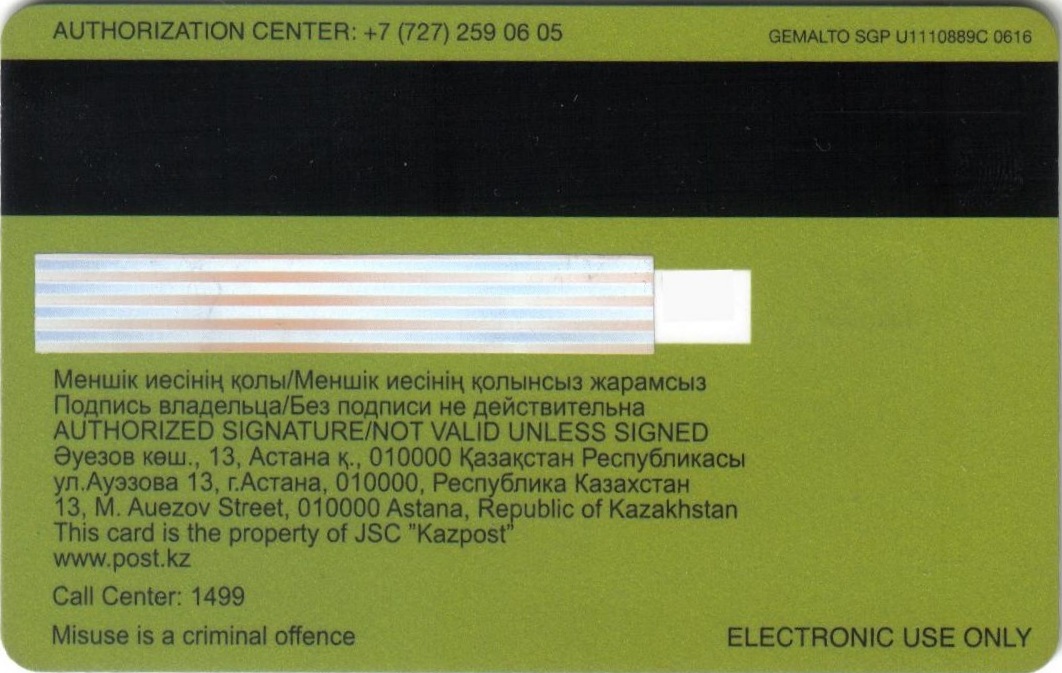 AUTHORIZATION CENTER: +7 (727) 259 06 05
GEMALTO SGP U1110889C 0616
Меншік иесінің қолы/Меншік иесінің қолынсыз жарамсыз
Подпись владельца/Без подписи не действительна
AUTHORIZED SIGNATURE/NOT VALID UNLESS SIGNED
Әуезов көш., 13, Астана қ., 010000 Қазақстан Республикасы
ул.Ауэзова 13, г.Астана, 010000, Республика Казахстан
13, M. Auezov Street, 010000 Astana, Republic of Kazakhstan
This card is the property of JSC "Kazpost"
www.post.kz
Call Center: 1499
Misuse is a criminal offence
ELECTRONIC USE ONLY